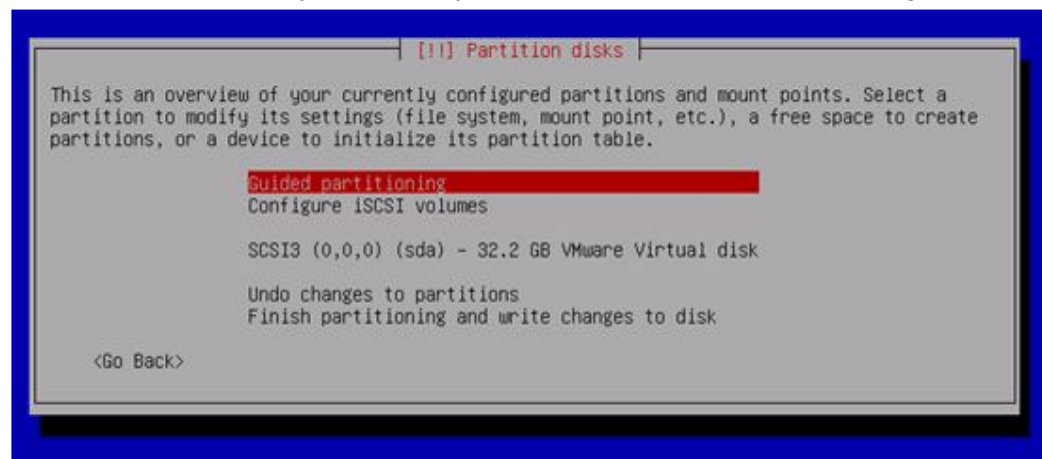 [!!] Partition disks
This is an overview of your currently configured partitions and mount points. Select a
partition to modify its settings (file system, mount point, etc.), a free space to create
partitions, or a device to initialize its partition table.
Guided partitioning
Configure iSCSI volumes
SCSI3 (0,0,0) (sda) - 32.2 GB VMware Virtual disk
Undo changes to partitions
Finish partitioning and write changes to disk
<Go Back>